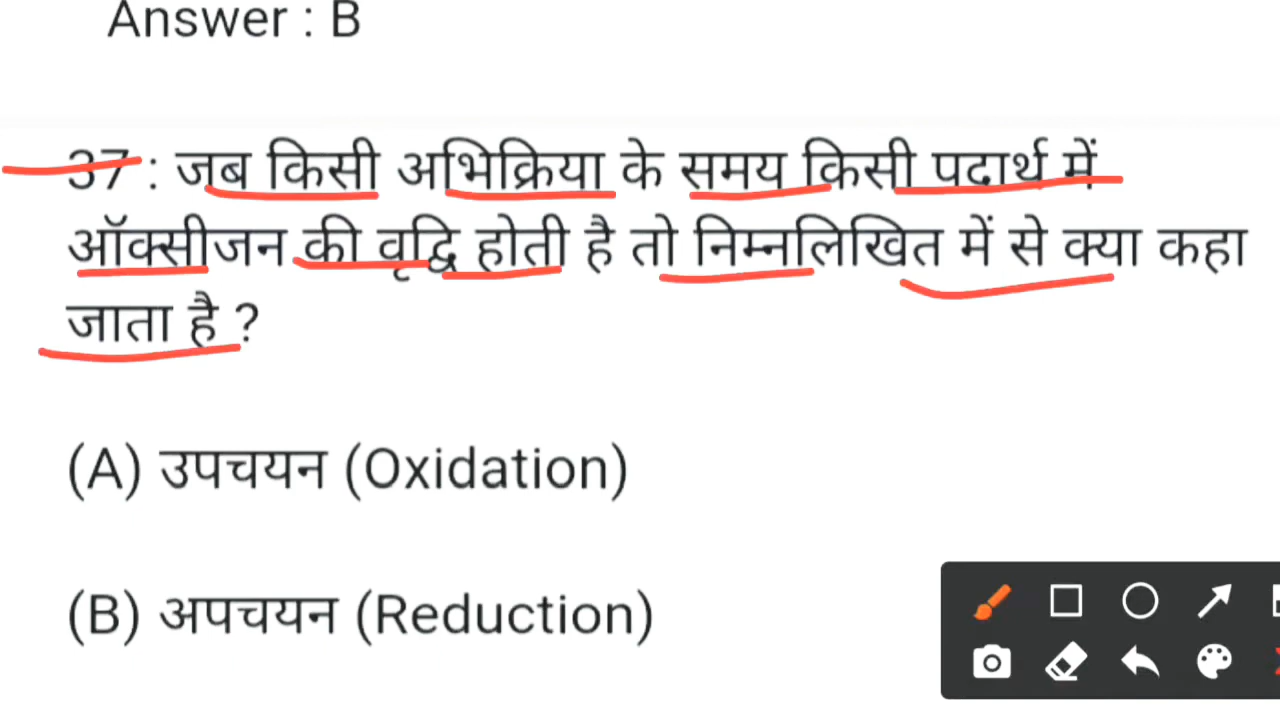 Answer : B
37 : जब किसी अभिक्रिया के समय किसी पदार्थ में
ऑक्सीजन की वृद्धि होती है तो निम्नलिखित में से क्या कहा
जाता है ?
(A) उपचयन (Oxidation)
(B) अपचयन (Reduction)